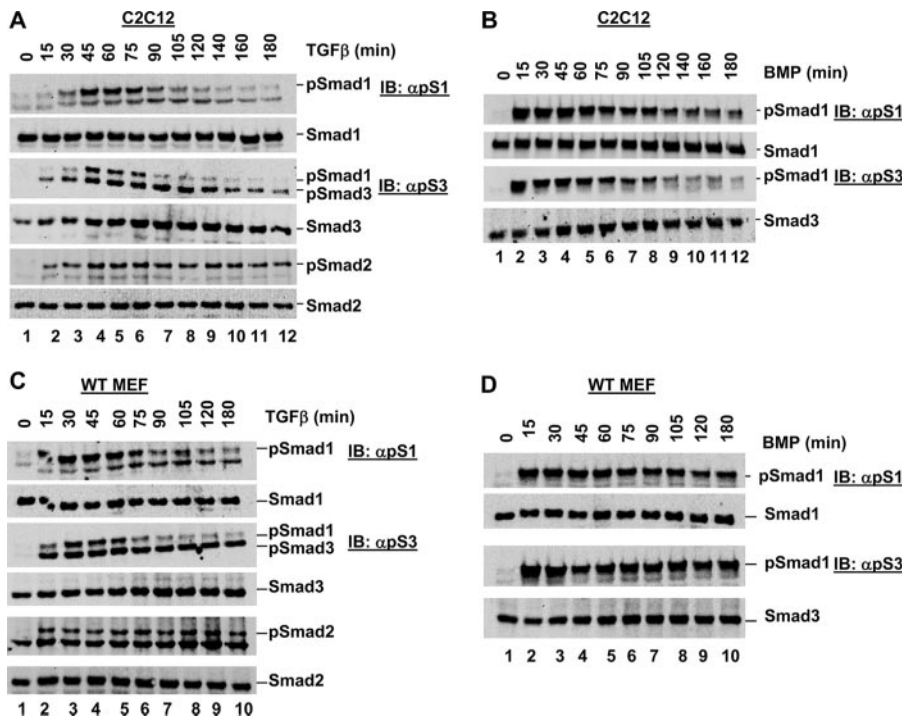 A
C2C12
0 15 30 45 60 75 90 105 120 140 160 180 TGFβ (min)
pSmad1 IB: αpS1
Smad1
pSmad1
pSmad3 IB: αpS3
Smad3
pSmad2
Smad2
1 2 3 4 5 6 7 8 9 10 11 12
B
C2C12
0 15 30 45 60 75 90 105 120 140 160 180 BMP (min)
pSmad1 IB: αpS1
Smad1
pSmad1 IB: αpS3
Smad3
1 2 3 4 5 6 7 8 9 10 11 12
C
WT MEF
0 15 30 45 60 75 90 105 120 180 TGFβ (min)
pSmad1 IB: αpS1
Smad1
pSmad1
pSmad3 IB: αpS3
Smad3
pSmad2
Smad2
1 2 3 4 5 6 7 8 9 10
D
WT MEF
0 15 30 45 60 75 90 105 120 180 BMP (min)
pSmad1 IB: αpS1
Smad1
pSmad1 IB: αpS3
Smad3
1 2 3 4 5 6 7 8 9 10